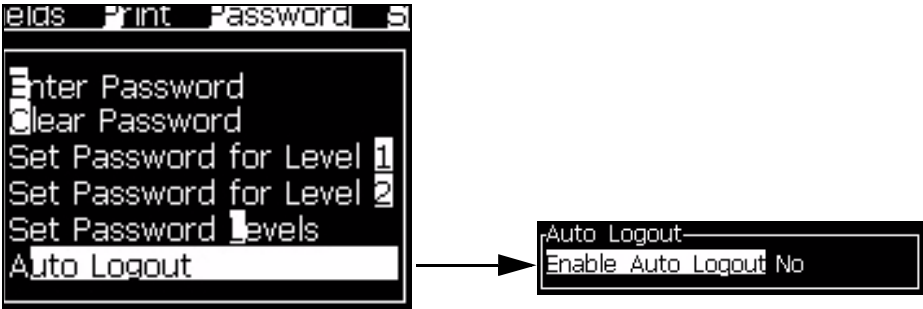 elds Print Password S
Enter Password
Clear Password
Set Password for Level 1
Set Password for Level 2
Set Password Levels
Auto Logout
Auto Logout
Enable Auto Logout No